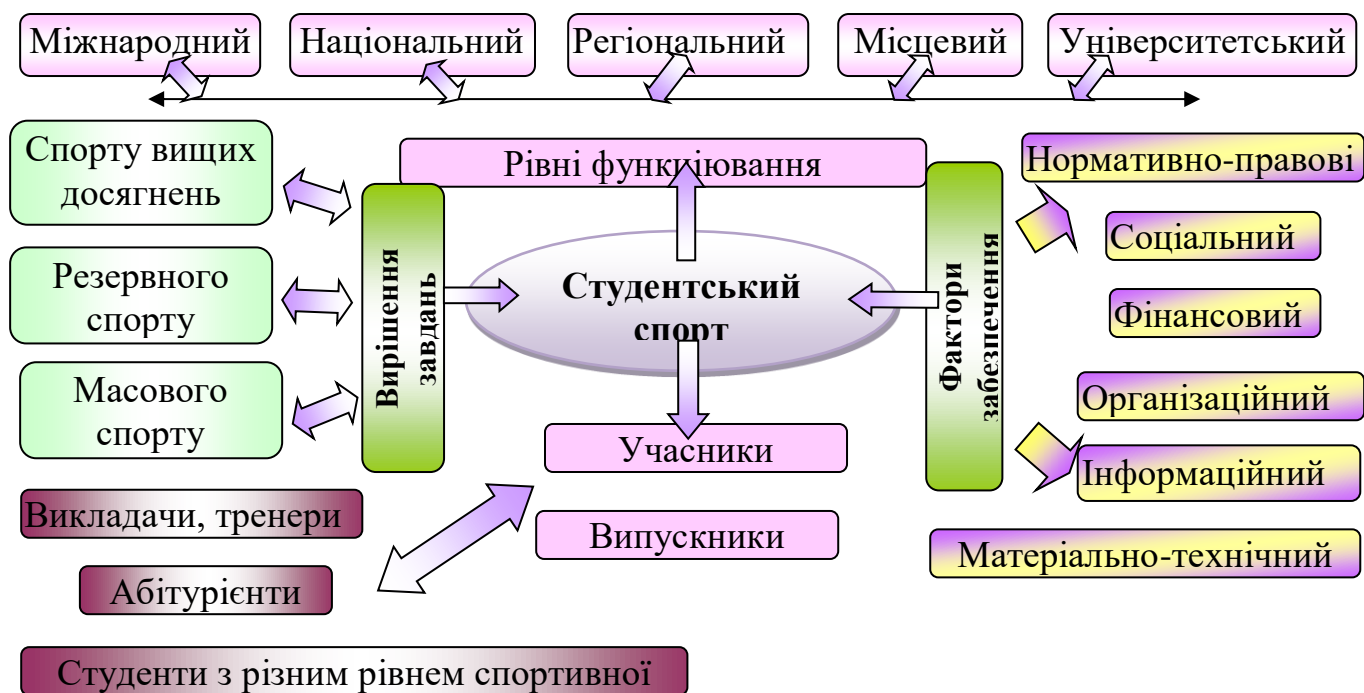 Міжнародний
Національний
Регіональний
Місцевий
Університетський
Спорту вищих
досягнень
Резервного
спорту
Масового
спорту
Вирішення
завдань
Рівні функціювання
Студентський
спорт
Учасники
Випускники
Фактори
забезпечення
Нормативно-правові
Соціальний
Фінансовий
Організаційний
Інформаційний
Матеріально-технічний
Викладачи, тренери
Абітурієнти
Студенти з різним рівнем спортивної